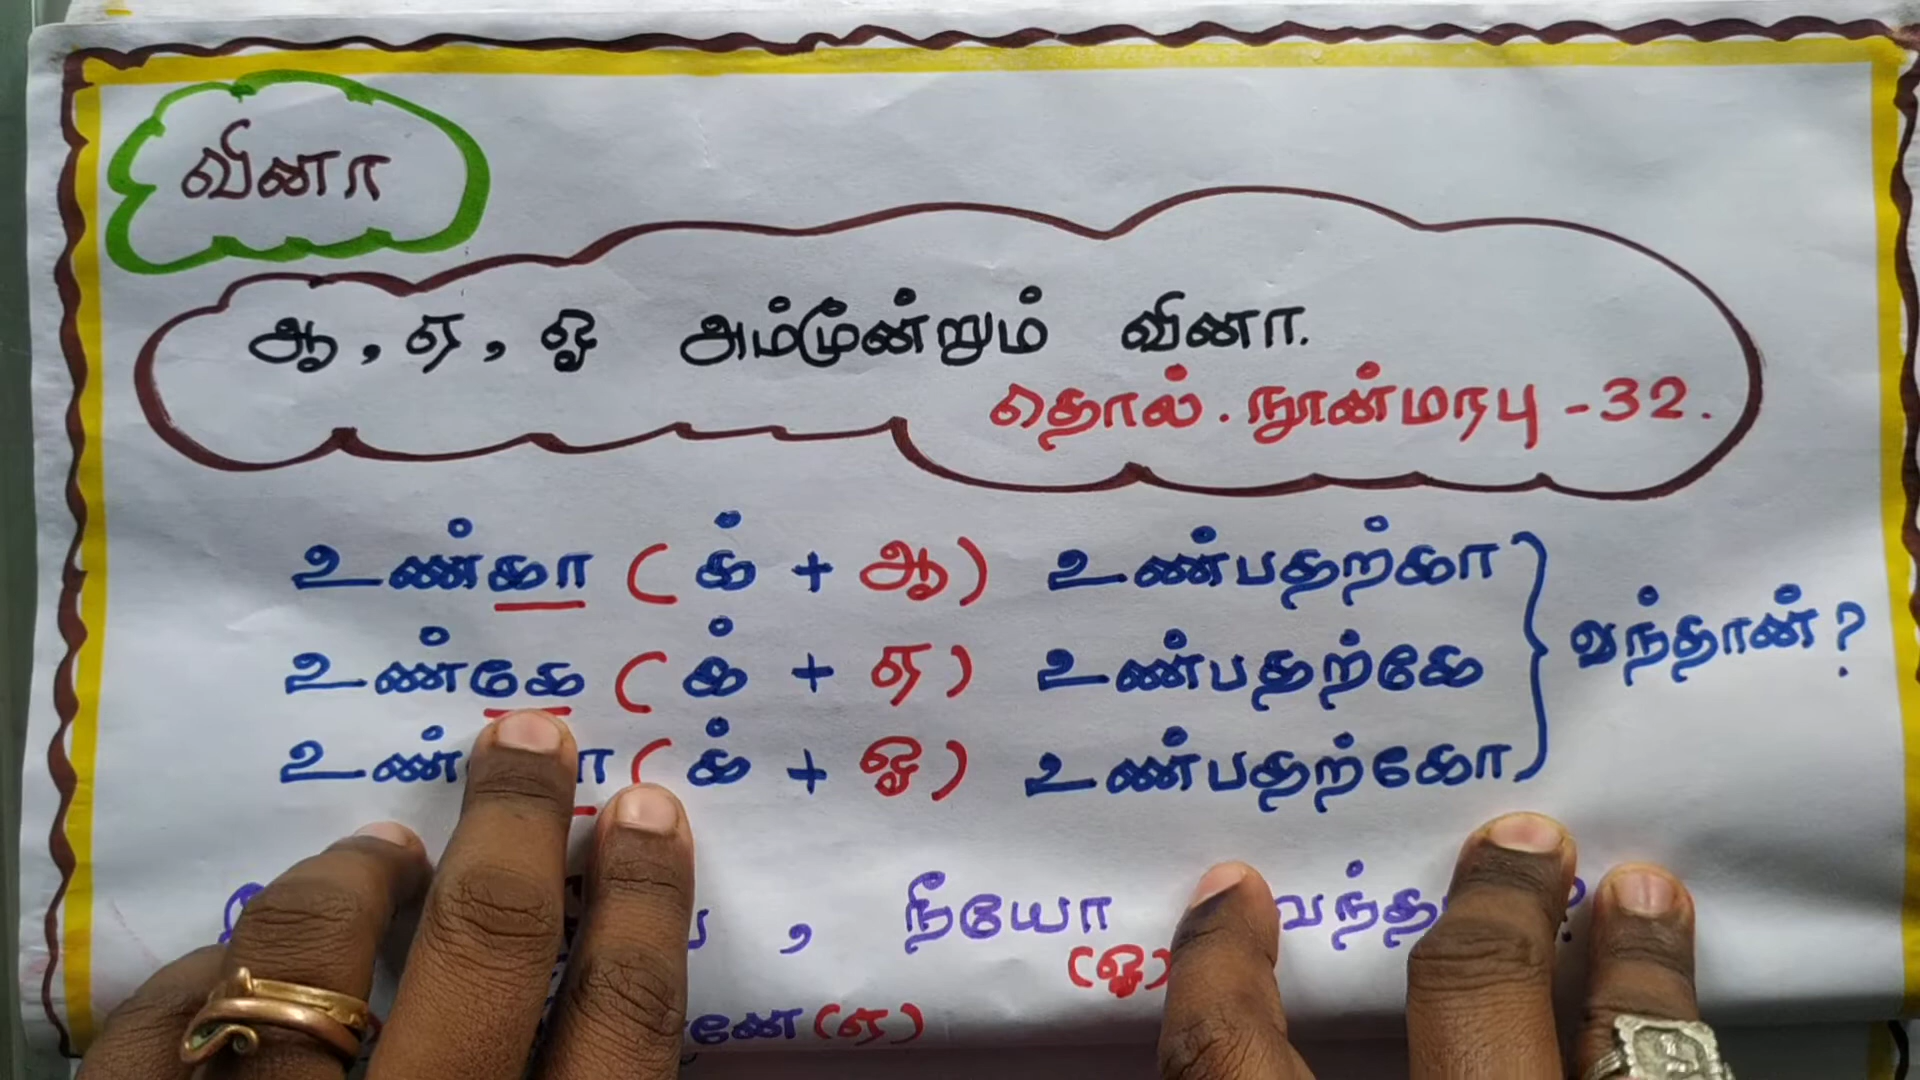 வினா
ஆ, ஏ, ஓ அம்மூன்றும் வினா.
தொல். நூன்மரபு - 32.
உண்கா (க் + ஆ) உண்பதற்கா
உண்கே (க் + ஏ) உண்பதற்கே வந்தான்?
(க் + ஓ) உண்பதற்கோ
, நீயோ
(ஓ)
(ஏ)